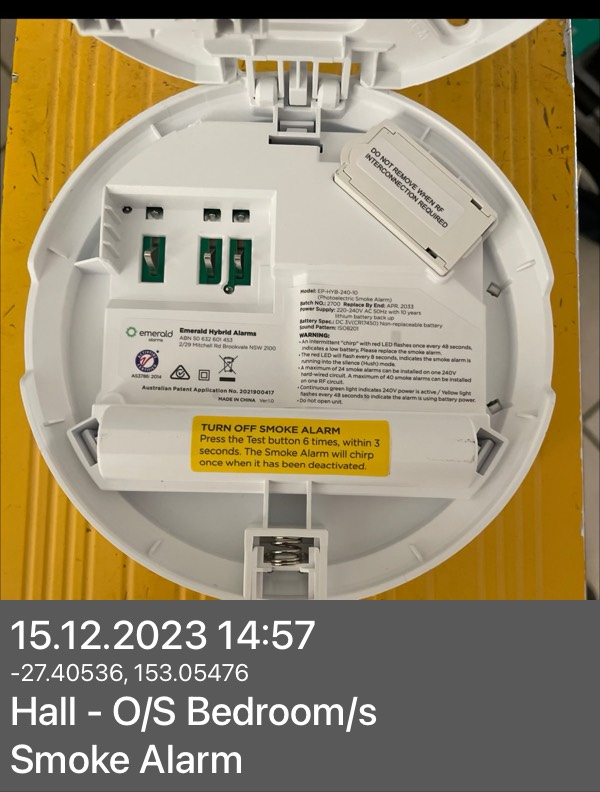 DO NOT REMOVE WHEN RF
INTERCONNECTION REQUIRED
Model: EP-HYB-240-10
(Photoelectric Smoke Alarm)
Batch NO.: 2700 Replace By End: APR. 2033
Power Supply: 220-240V AC 50Hz with 10 years
lithium battery back up
Battery Spec.: DC 3V(CR17450) Non-replaceable battery
Sound Pattern: ISO8201
WARNING:
• An intermittent "chirp" with red LED flashes once every 48 seconds,
indicates a low battery. Please replace the smoke alarm.
• The red LED will flash every 8 seconds, indicates the smoke alarm is
running into the silence (Hush) mode.
• A maximum of 24 smoke alarms can be installed on one 240V
hard-wired circuit. A maximum of 40 smoke alarms can be installed
on one RF circuit.
• Continuous green light indicates 240V power is active / Yellow light
flashes every 48 seconds to indicate the alarm is using battery power.
• Do not open unit.
emerald
Emerald Hybrid Alarms
ABN 50 632 601 453
2/29 Mitchell Rd Brookvale NSW 2100
AS3786: 2014
Australian Patent Application No. 2021900417
MADE IN CHINA Ver:1.0
TURN OFF SMOKE ALARM
Press the Test button 6 times, within 3
seconds. The Smoke Alarm will chirp
once when it has been deactivated.
15.12.2023 14:57
-27.40536, 153.05476
Hall - O/S Bedroom/s
Smoke Alarm